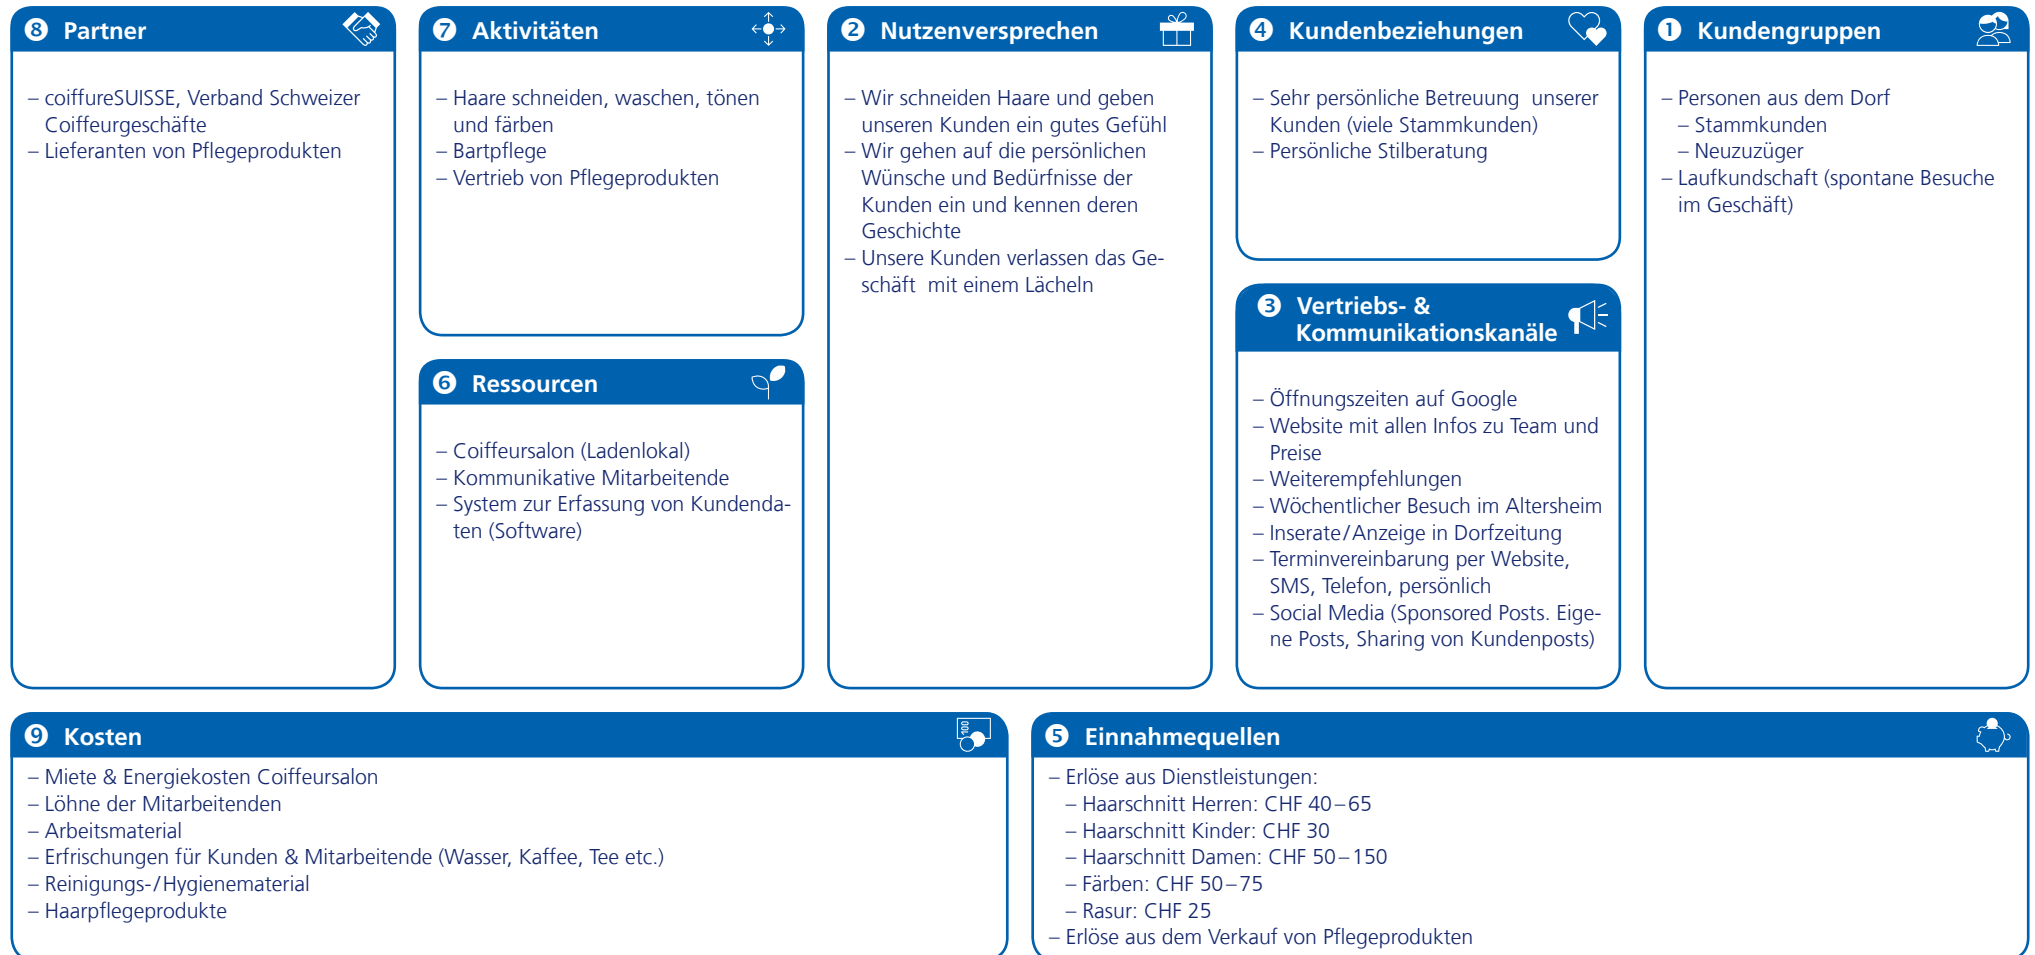 8 Partner
– coiffureSUISSE, Verband Schweizer
Coiffeurgeschäfte
– Lieferanten von Pflegeprodukten
7 Aktivitäten
– Haare schneiden, waschen, tönen
und färben
– Bartpflege
– Vertrieb von Pflegeprodukten
6 Ressourcen
– Coiffeursalon (Ladenlokal)
– Kommunikative Mitarbeitende
– System zur Erfassung von Kundenda-
ten (Software)
2 Nutzenversprechen
– Wir schneiden Haare und geben
unseren Kunden ein gutes Gefühl
– Wir gehen auf die persönlichen
Wünsche und Bedürfnisse der
Kunden ein und kennen deren
Geschichte
– Unsere Kunden verlassen das Ge-
schäft mit einem Lächeln
4 Kundenbeziehungen
– Sehr persönliche Betreuung unserer
Kunden (viele Stammkunden)
– Persönliche Stilberatung
3 Vertriebs- &
Kommunikationskanäle
– Öffnungszeiten auf Google
– Website mit allen Infos zu Team und
Preise
– Weiterempfehlungen
– Wöchentlicher Besuch im Altersheim
– Inserate/Anzeige in Dorfzeitung
– Terminvereinbarung per Website,
SMS, Telefon, persönlich
– Social Media (Sponsored Posts. Eige-
ne Posts, Sharing von Kundenposts)
1 Kundengruppen
– Personen aus dem Dorf
– Stammkunden
– Neuzuzüger
– Laufkundschaft (spontane Besuche
im Geschäft)
9 Kosten
100
– Miete & Energiekosten Coiffeursalon
– Löhne der Mitarbeitenden
– Arbeitsmaterial
– Erfrischungen für Kunden & Mitarbeitende (Wasser, Kaffee, Tee etc.)
– Reinigungs-/Hygienematerial
– Haarpflegeprodukte
5 Einnahmequellen
– Erlöse aus Dienstleistungen:
– Haarschnitt Herren: CHF 40–65
– Haarschnitt Kinder: CHF 30
– Haarschnitt Damen: CHF 50–150
– Färben: CHF 50–75
– Rasur: CHF 25
– Erlöse aus dem Verkauf von Pflegeprodukten